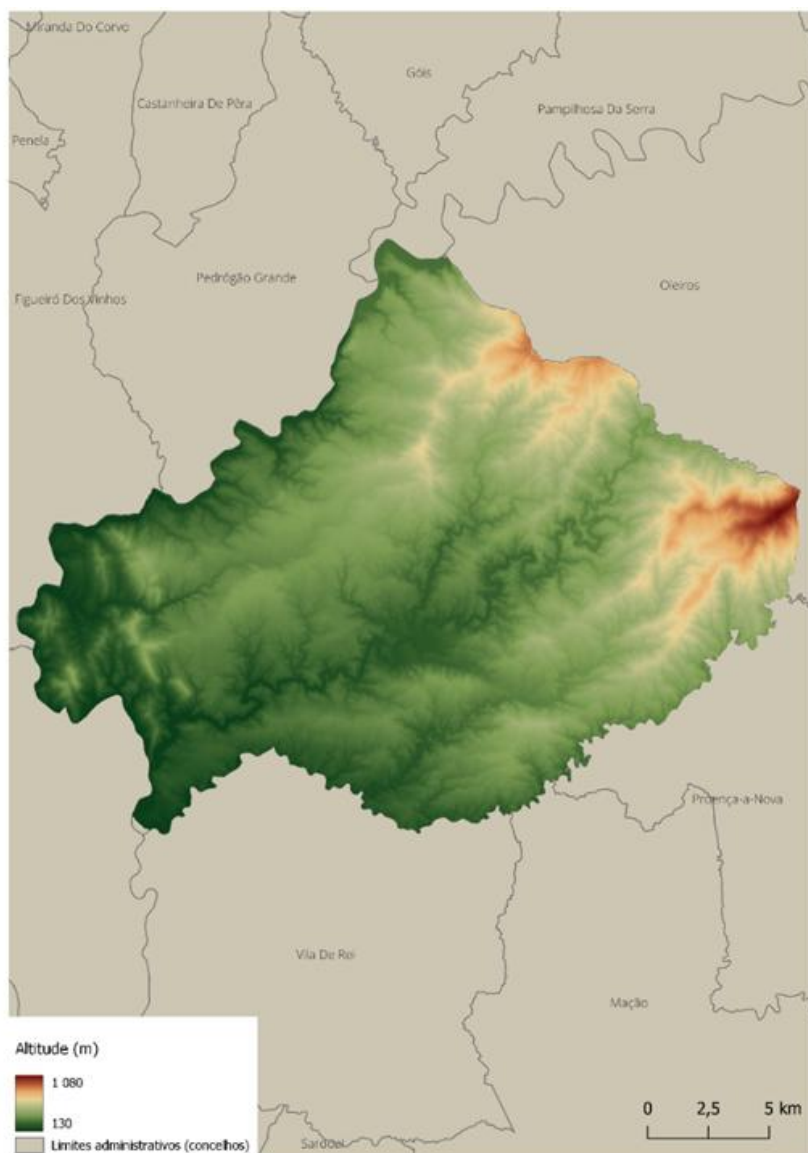 Miranda Do Corvo
Góis
Castanheira De Pêra
Pampilhosa Da Serra
Penela
Pedrógão Grande
Oleiros
Figueiró Dos Vinhos
Proença-a-Nova
Vila De Rei
Mação
Altitude (m)
1 080
130
Limites administrativos (concelhos)
0 2,5 5 km
Sardoal